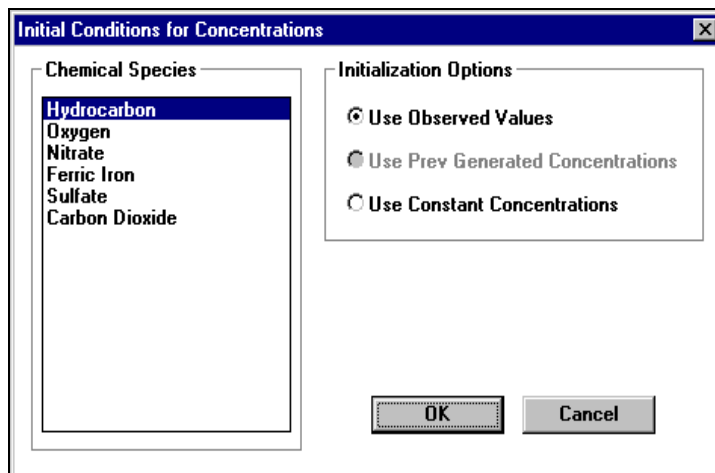 Initial Conditions for Concentrations
Chemical Species
Hydrocarbon
Oxygen
Nitrate
Ferric Iron
Sulfate
Carbon Dioxide
Initialization Options
Use Observed Values
Use Prev Generated Concentrations
Use Constant Concentrations
OK
Cancel